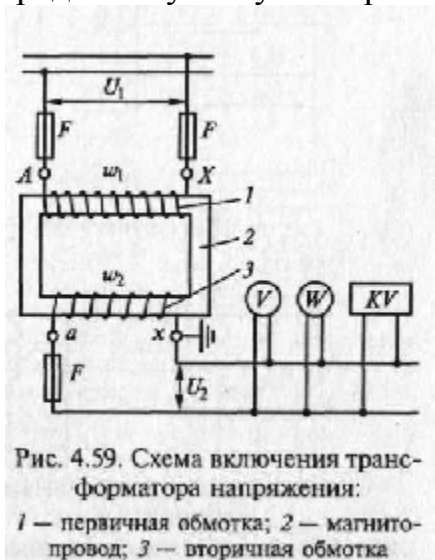 U₁
F F
A w₁ X
1
2
w₂
3
V W KV
a x
F U₂
Рис. 4.59. Схема включения транс-
форматора напряжения:
1 — первичная обмотка; 2 — магнито-
провод; 3 — вторичная обмотка